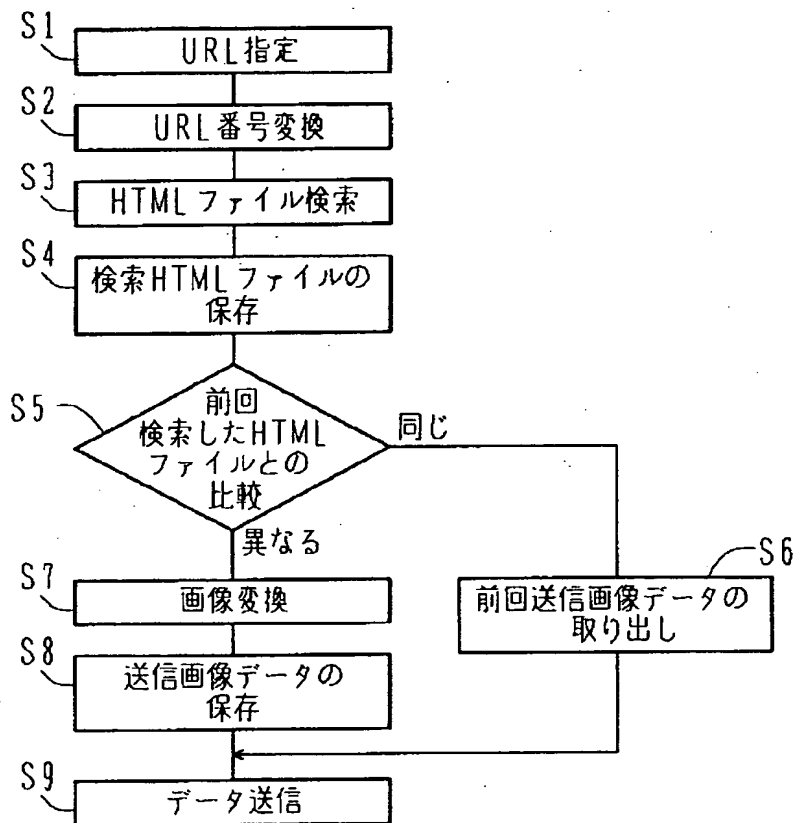 S1
URL指定
S2
URL番号変換
S3
HTMLファイル検索
S4
検索HTMLファイルの
保存
S5
前回
検索したHTML
ファイルとの
比較
同じ
異なる
S6
前回送信画像データの
取り出し
S7
画像変換
S8
送信画像データの
保存
S9
データ送信